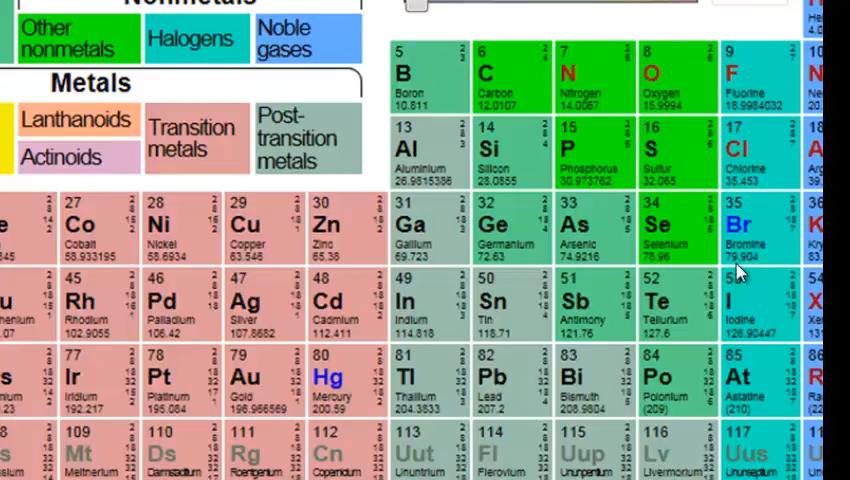 Nonmetals
Other nonmetals
Halogens
Noble gases
Metals
Lanthanoids
Actinoids
Transition metals
Post-transition metals
5 B Boron 10.811
6 C Carbon 12.0107
7 N Nitrogen 14.0067
8 O Oxygen 15.9994
9 F Fluorine 18.9984032
10
13 Al Aluminium 26.9815386
14 Si Silicon 28.0855
15 P Phosphorus 30.973762
16 S Sulfur 32.065
17 Cl Chlorine 35.453
18
27 Co Cobalt 58.933195
28 Ni Nickel 58.6934
29 Cu Copper 63.546
30 Zn Zinc 65.38
31 Ga Gallium 69.723
32 Ge Germanium 72.63
33 As Arsenic 74.9216
34 Se Selenium 78.96
35 Br Bromine 79.904
36
45 Rh Rhodium 102.9055
46 Pd Palladium 106.42
47 Ag Silver 107.8682
48 Cd Cadmium 112.411
49 In Indium 114.818
50 Sn Tin 118.71
51 Sb Antimony 121.76
52 Te Tellurium 127.6
I Iodine 126.90447
54
77 Ir Iridium 192.217
78 Pt Platinum 195.084
79 Au Gold 196.966569
80 Hg Mercury 200.59
81 Tl Thallium 204.3833
82 Pb Lead 207.2
83 Bi Bismuth 208.9804
84 Po Polonium (209)
85 At Astatine (210)
86
109 Mt Meitnerium
110 Ds Darmstadtium
111 Rg Roentgenium
112 Cn Copernicium
113 Uut Ununtrium
114 Fl Flerovium
115 Uup Ununpentium
116 Lv Livermorium
117 Uus Ununseptium